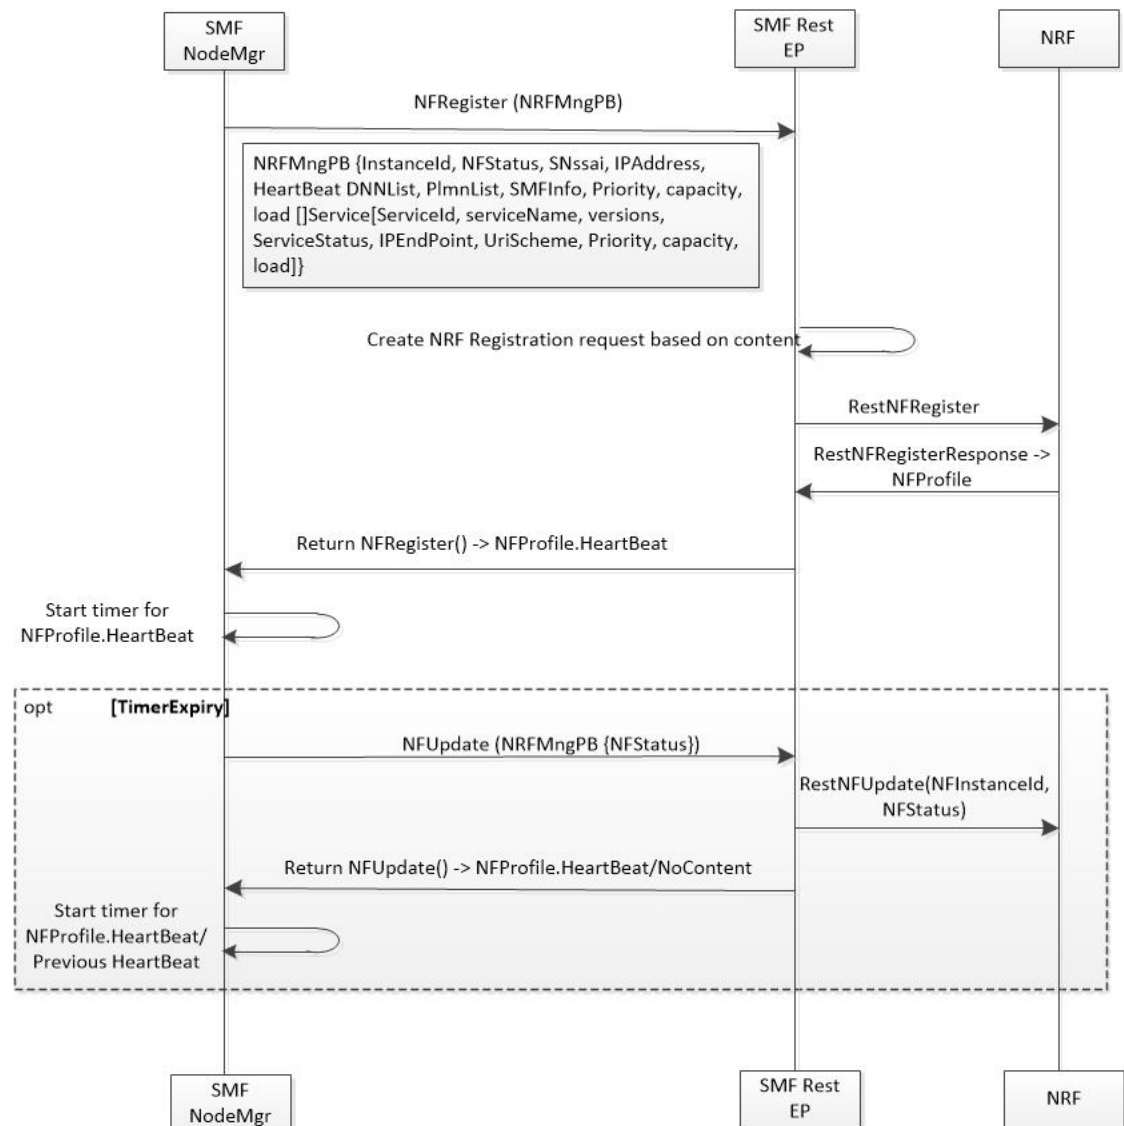 SMF
NodeMgr
SMF Rest
EP
NRF
NFRegister (NRFMngPB)
NRFMngPB {InstanceId, NFStatus, SNssai, IPAddress,
HeartBeat DNNList, PlmnList, SMFInfo, Priority, capacity,
load []Service[ServiceId, serviceName, versions,
ServiceStatus, IPEndPoint, UriScheme, Priority, capacity,
load]}
Create NRF Registration request based on content
RestNFRegister
RestNFRegisterResponse ->
NFProfile
Return NFRegister() -> NFProfile.HeartBeat
Start timer for
NFProfile.HeartBeat
opt [TimerExpiry]
NFUpdate (NRFMngPB {NFStatus})
RestNFUpdate(NFInstanceId,
NFStatus)
Return NFUpdate() -> NFProfile.HeartBeat/NoContent
Start timer for
NFProfile.HeartBeat/
Previous HeartBeat
SMF
NodeMgr
SMF Rest
EP
NRF